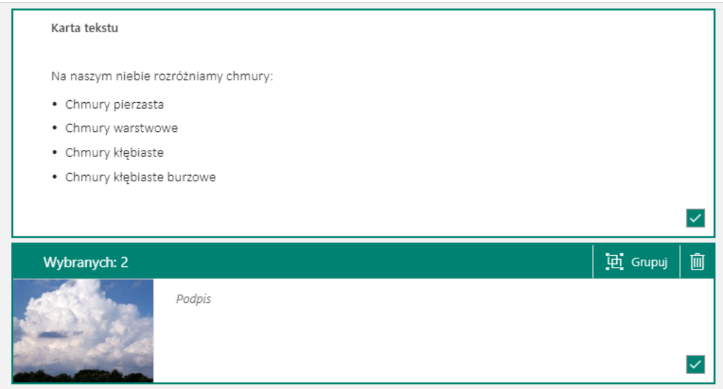 Karta tekstu
Na naszym niebie rozróżniamy chmury:
• Chmury pierzasta
• Chmury warstwowe
• Chmury kłębiaste
• Chmury kłębiaste burzowe
Wybranych: 2
Grupuj
Podpis